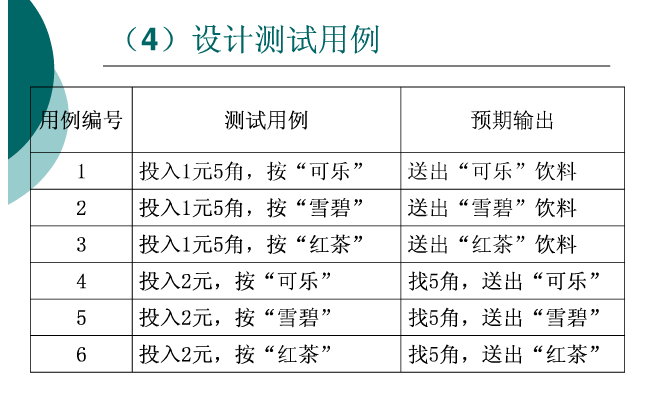 （4）设计测试用例
用例编号 测试用例 预期输出
1 投入1元5角，按“可乐” 送出“可乐”饮料
2 投入1元5角，按“雪碧” 送出“雪碧”饮料
3 投入1元5角，按“红茶” 送出“红茶”饮料
4 投入2元，按“可乐” 找5角，送出“可乐”
5 投入2元，按“雪碧” 找5角，送出“雪碧”
6 投入2元，按“红茶” 找5角，送出“红茶”